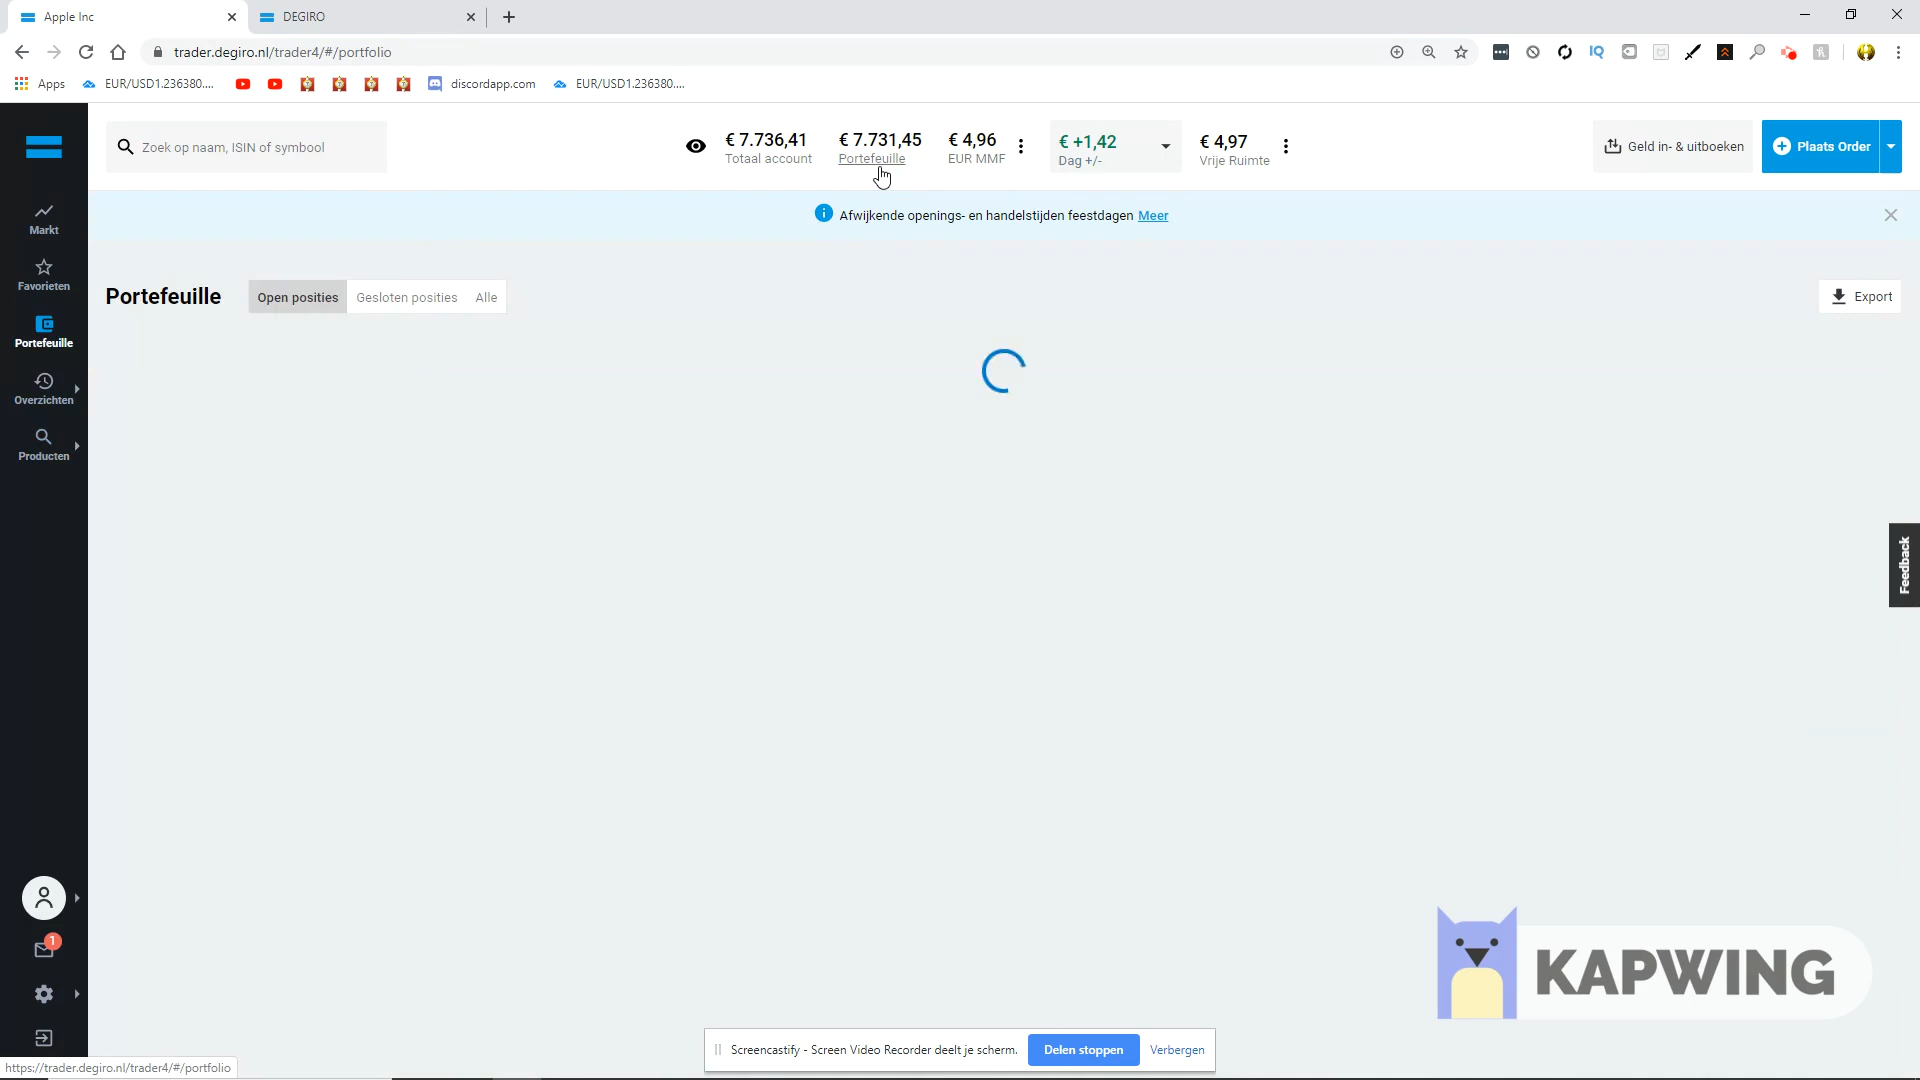 Apple Inc
DEGIRO
trader.degiro.nl/trader4/#/portfolio
Apps
EUR/USD1.236380....
discordapp.com
EUR/USD1.236380....
Zoek op naam, ISIN of symbool
€ 7.736,41
Totaal account
€ 7.731,45
Portefeuille
€ 4,96
EUR MMF
€ +1,42
Dag +/-
€ 4,97
Vrije Ruimte
Geld in- & uitboeken
Plaats Order
Afwijkende openings- en handelstijden feestdagen Meer
Markt
Favorieten
Portefeuille
Overzichten
Producten
Portefeuille
Open posities
Gesloten posities
Alle
Export
Feedback
1
KAPWING
Screencastify - Screen Video Recorder deelt je scherm.
Delen stoppen
Verbergen
https://trader.degiro.nl/trader4/#/portfolio